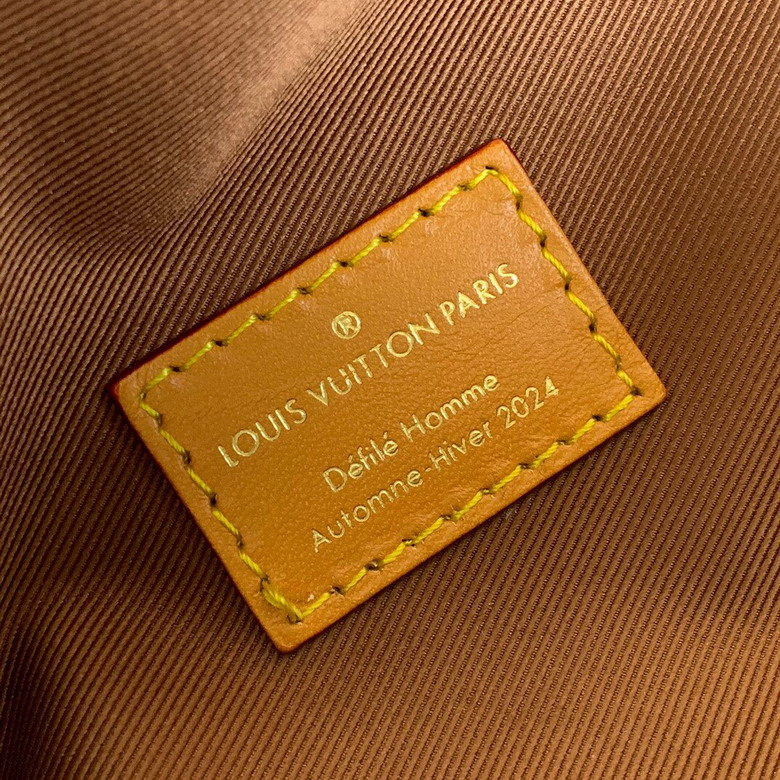 ®
LOUIS VUITTON PARIS
Défilé Homme
Automne-Hiver 2024